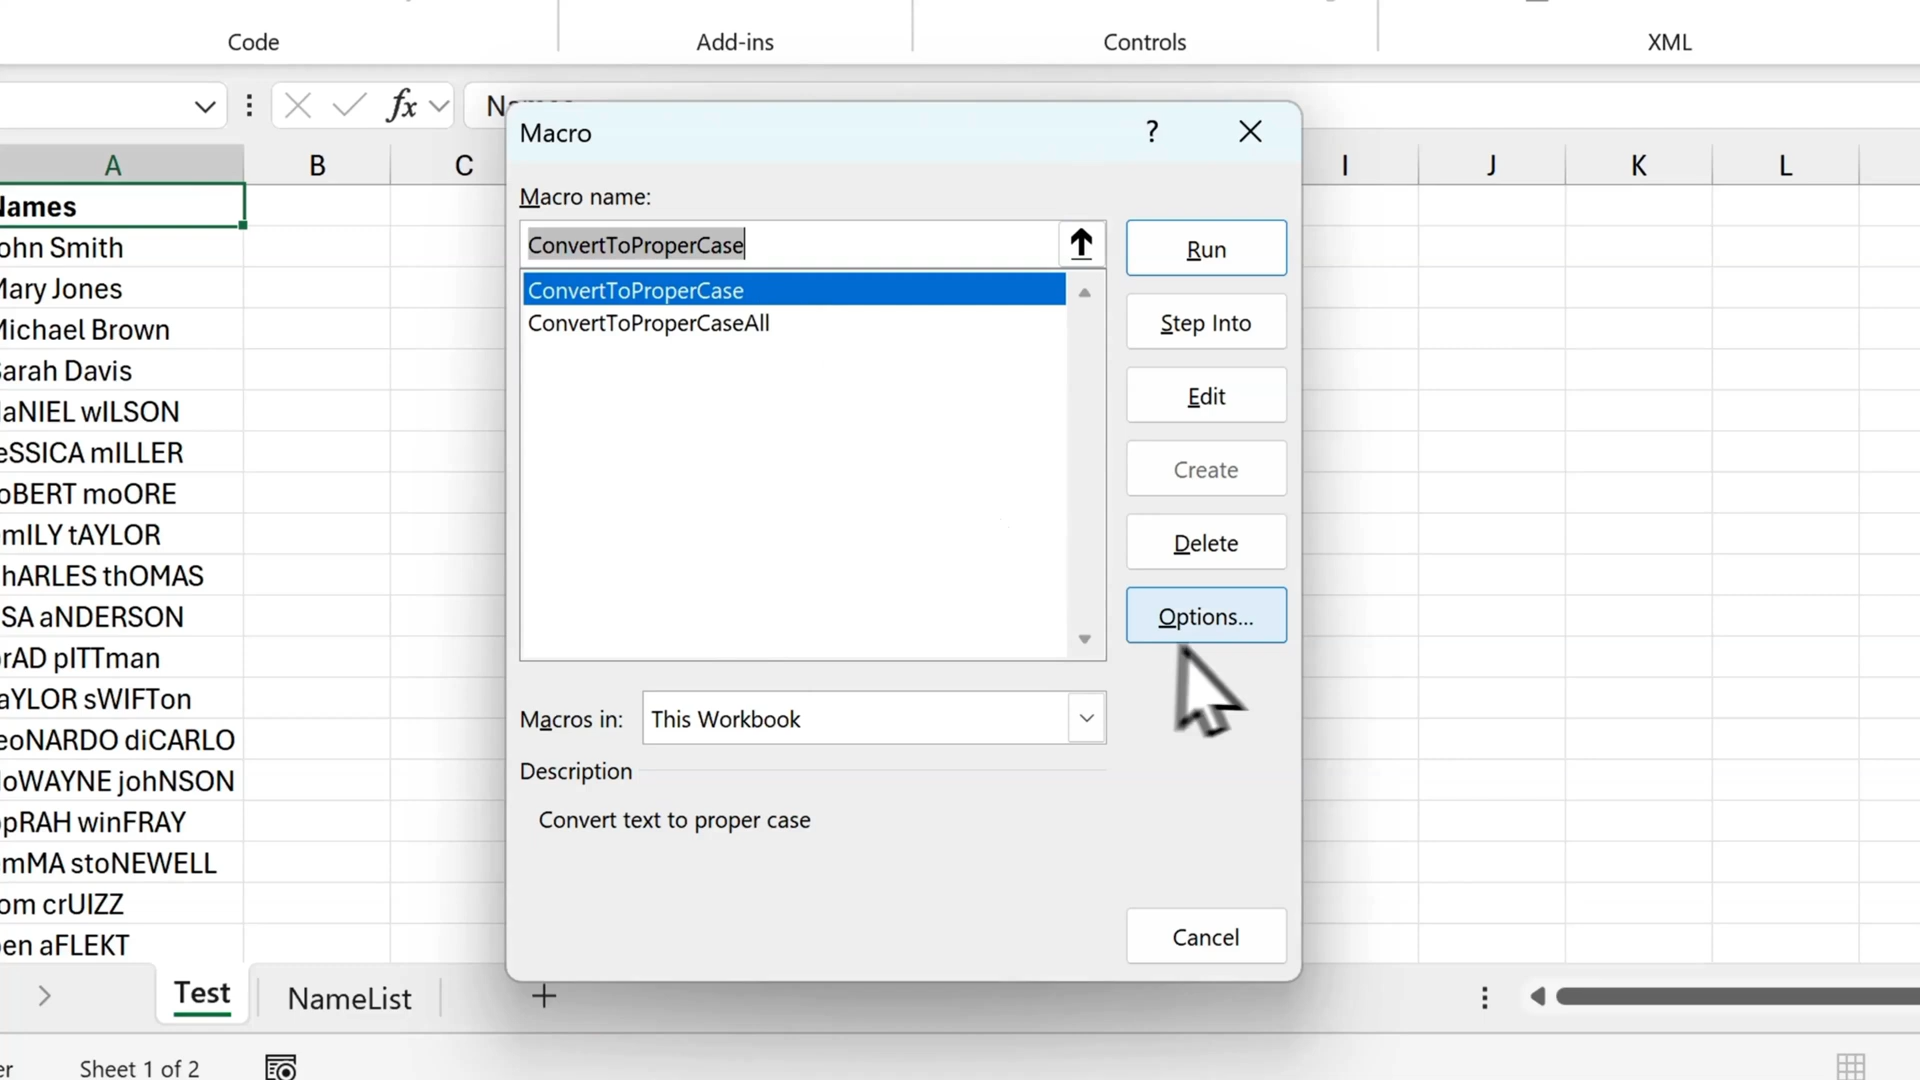 Code Add-ins Controls XML
fx
Macro ?
A B C I J K L
Macro name:
ConvertToProperCase
ConvertToProperCase
ConvertToProperCaseAll
Run
Step Into
Edit
Create
Delete
Options...
Macros in: This Workbook
Description
Convert text to proper case
Cancel
ames
ohn Smith
Mary Jones
Michael Brown
arah Davis
aNIEL wILSON
eSSICA mILLER
oBERT moORE
mILY tAYLOR
hARLES thOMAS
SA aNDERSON
rAD pITTman
aYLOR sWIFTon
eoNARDO diCARLO
oWAYNE johNSON
pRAH winFRAY
mMA stoNEWELL
om crUIZZ
en aFLEKT
Test NameList
Sheet 1 of 2